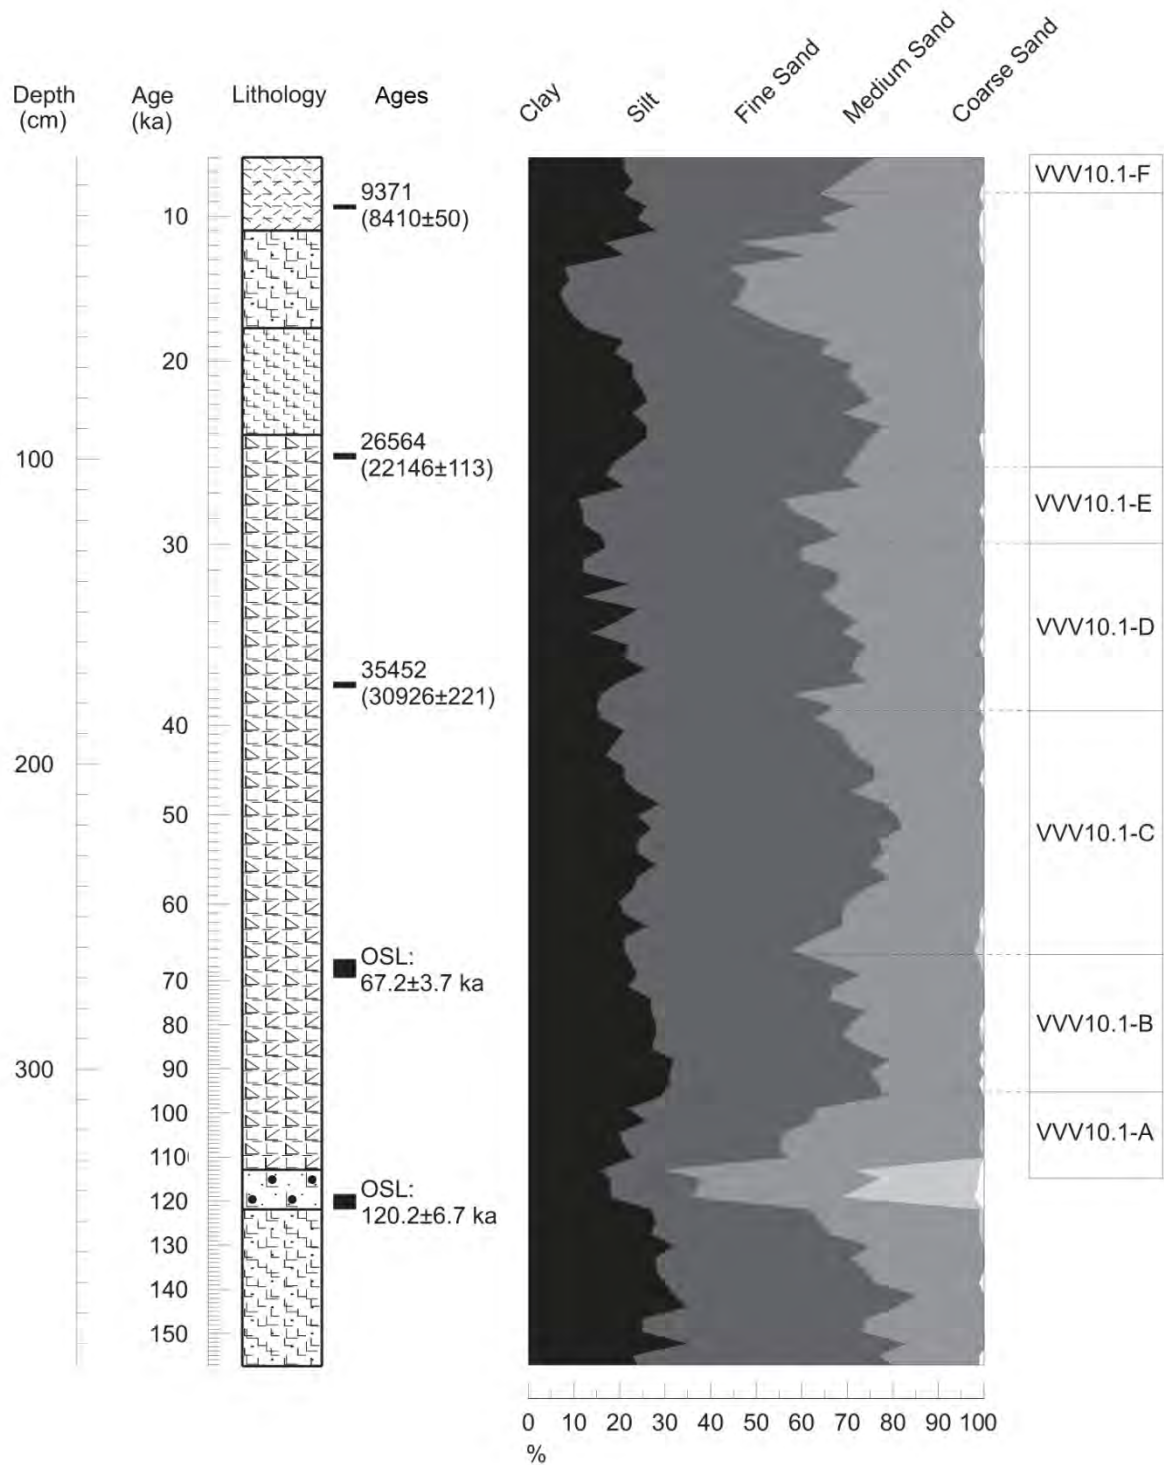 Depth
(cm)
Age
(ka)
Lithology
Ages
Clay
Silt
Fine Sand
Medium Sand
Coarse Sand
100
200
300
10
20
30
40
50
60
70
80
90
100
110
120
130
140
150
9371
(8410±50)
26564
(22146±113)
35452
(30926±221)
OSL:
67.2±3.7 ka
OSL:
120.2±6.7 ka
VVV10.1-F
VVV10.1-E
VVV10.1-D
VVV10.1-C
VVV10.1-B
VVV10.1-A
0 10 20 30 40 50 60 70 80 90 100
%